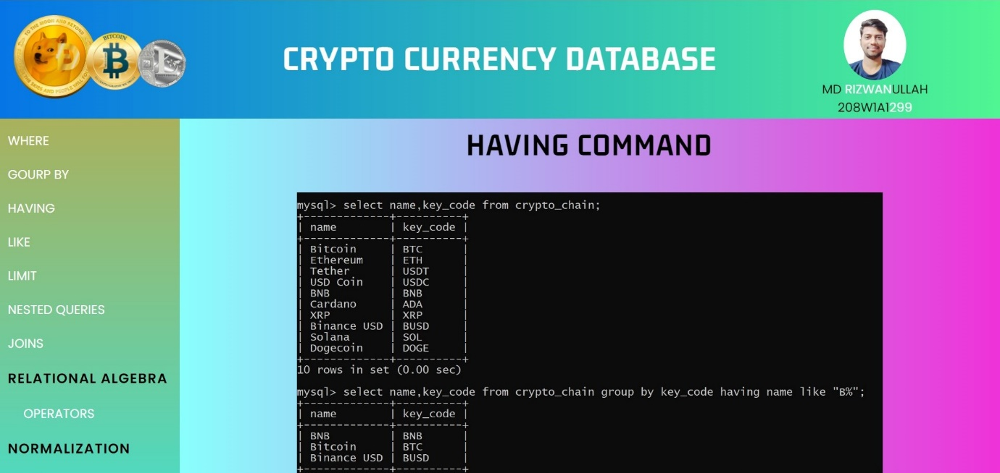 TO THE MOON AND BEYOND
BITCOIN
CRYPTO CURRENCY DATABASE
MD RIZWANULLAH
208W1A1299
WHERE
GOURP BY
HAVING
LIKE
LIMIT
NESTED QUERIES
JOINS
RELATIONAL ALGEBRA
OPERATORS
NORMALIZATION
HAVING COMMAND
mysql> select name,key_code from crypto_chain;
+-------------+----------+
| name        | key_code |
+-------------+----------+
| Bitcoin     | BTC      |
| Ethereum    | ETH      |
| Tether      | USDT     |
| USD Coin    | USDC     |
| BNB         | BNB      |
| Cardano     | ADA      |
| XRP         | XRP      |
| Binance USD | BUSD     |
| Solana      | SOL      |
| Dogecoin    | DOGE     |
+-------------+----------+
10 rows in set (0.00 sec)
mysql> select name,key_code from crypto_chain group by key_code having name like "B%";
+-------------+----------+
| name        | key_code |
+-------------+----------+
| BNB         | BNB      |
| Bitcoin     | BTC      |
| Binance USD | BUSD     |
+-------------+----------+